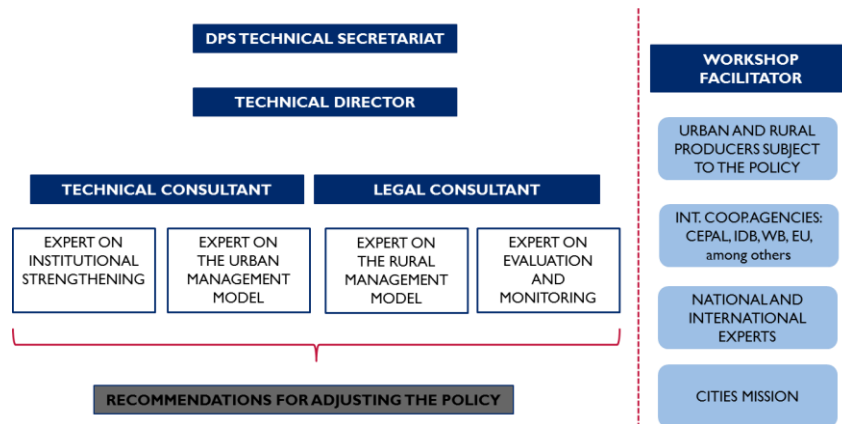 DPS TECHNICAL SECRETARIAT
TECHNICAL DIRECTOR
TECHNICAL CONSULTANT
LEGAL CONSULTANT
EXPERT ON
INSTITUTIONAL
STRENGTHENING
EXPERT ON
THE URBAN
MANAGEMENT
MODEL
EXPERT ON
THE RURAL
MANAGEMENT
MODEL
EXPERT ON
EVALUATION
AND
MONITORING
RECOMMENDATIONS FOR ADJUSTING THE POLICY
WORKSHOP
FACILITATOR
URBAN AND RURAL
PRODUCERS SUBJECT
TO THE POLICY
INT. COOP. AGENCIES:
CEPAL, IDB, WB, EU,
among others
NATIONAL AND
INTERNATIONAL
EXPERTS
CITIES MISSION